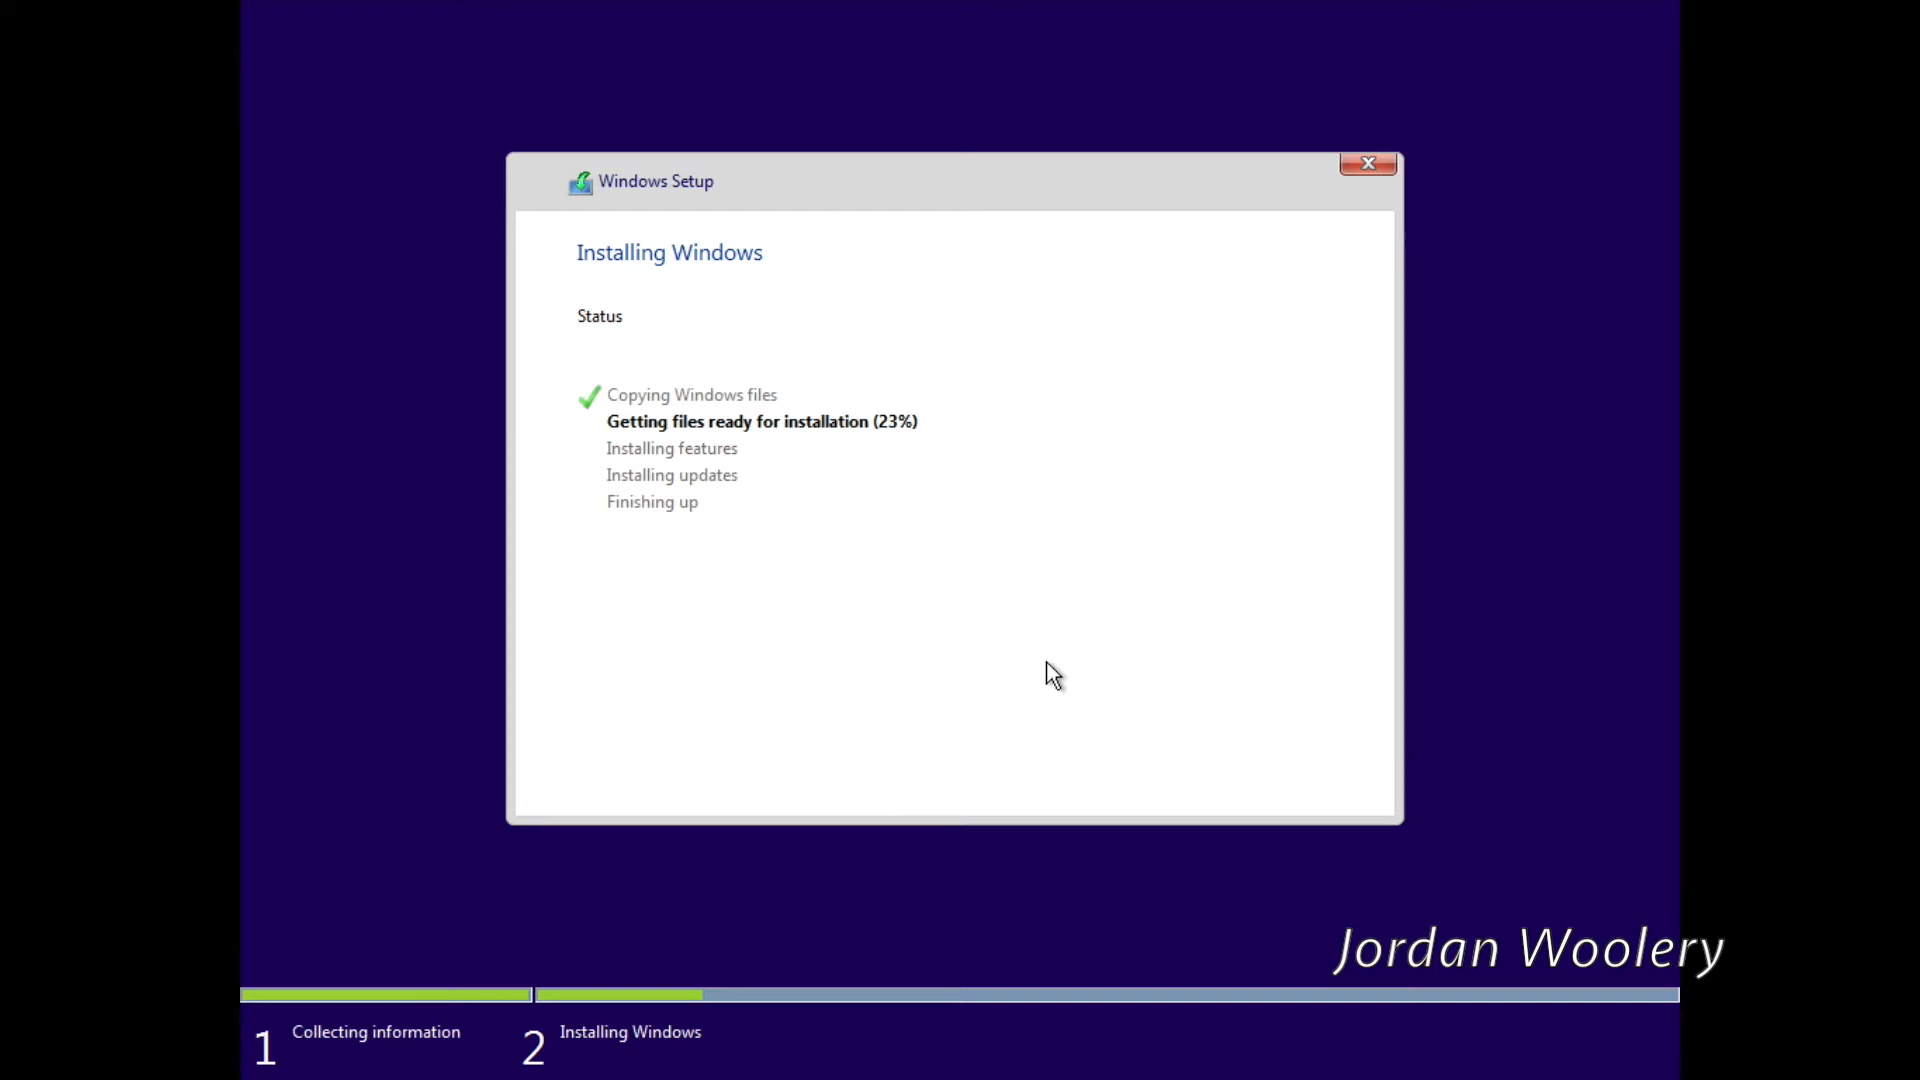 Windows Setup
Installing Windows
Status
Copying Windows files
Getting files ready for installation (23%)
Installing features
Installing updates
Finishing up
Jordan Woolery
1 Collecting information
2 Installing Windows